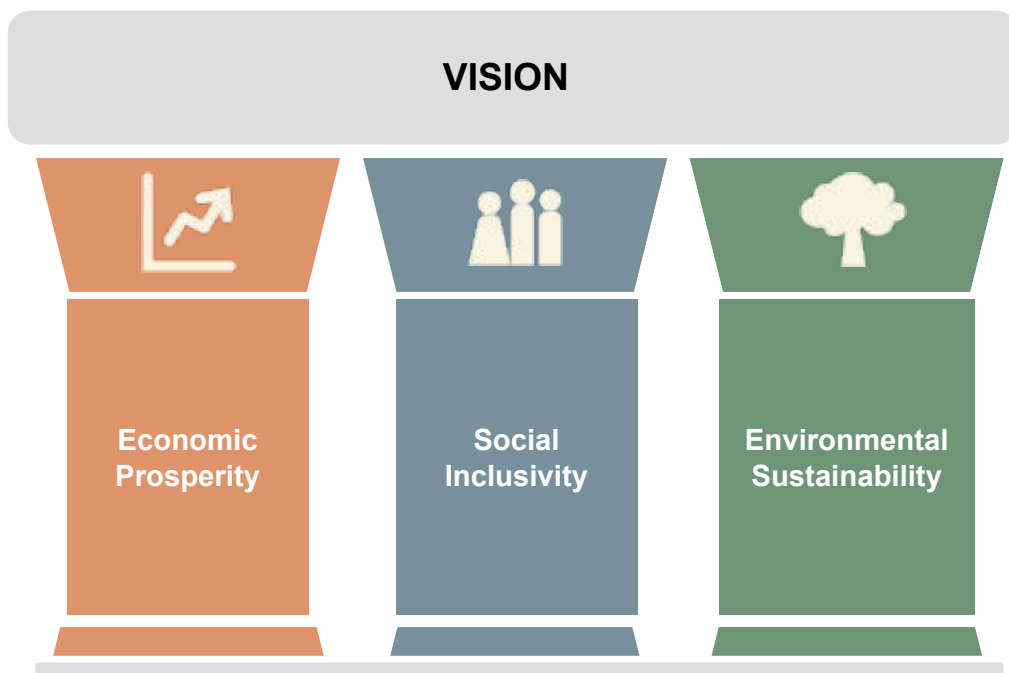 VISION
Economic
Prosperity
Social
Inclusivity
Environmental
Sustainability